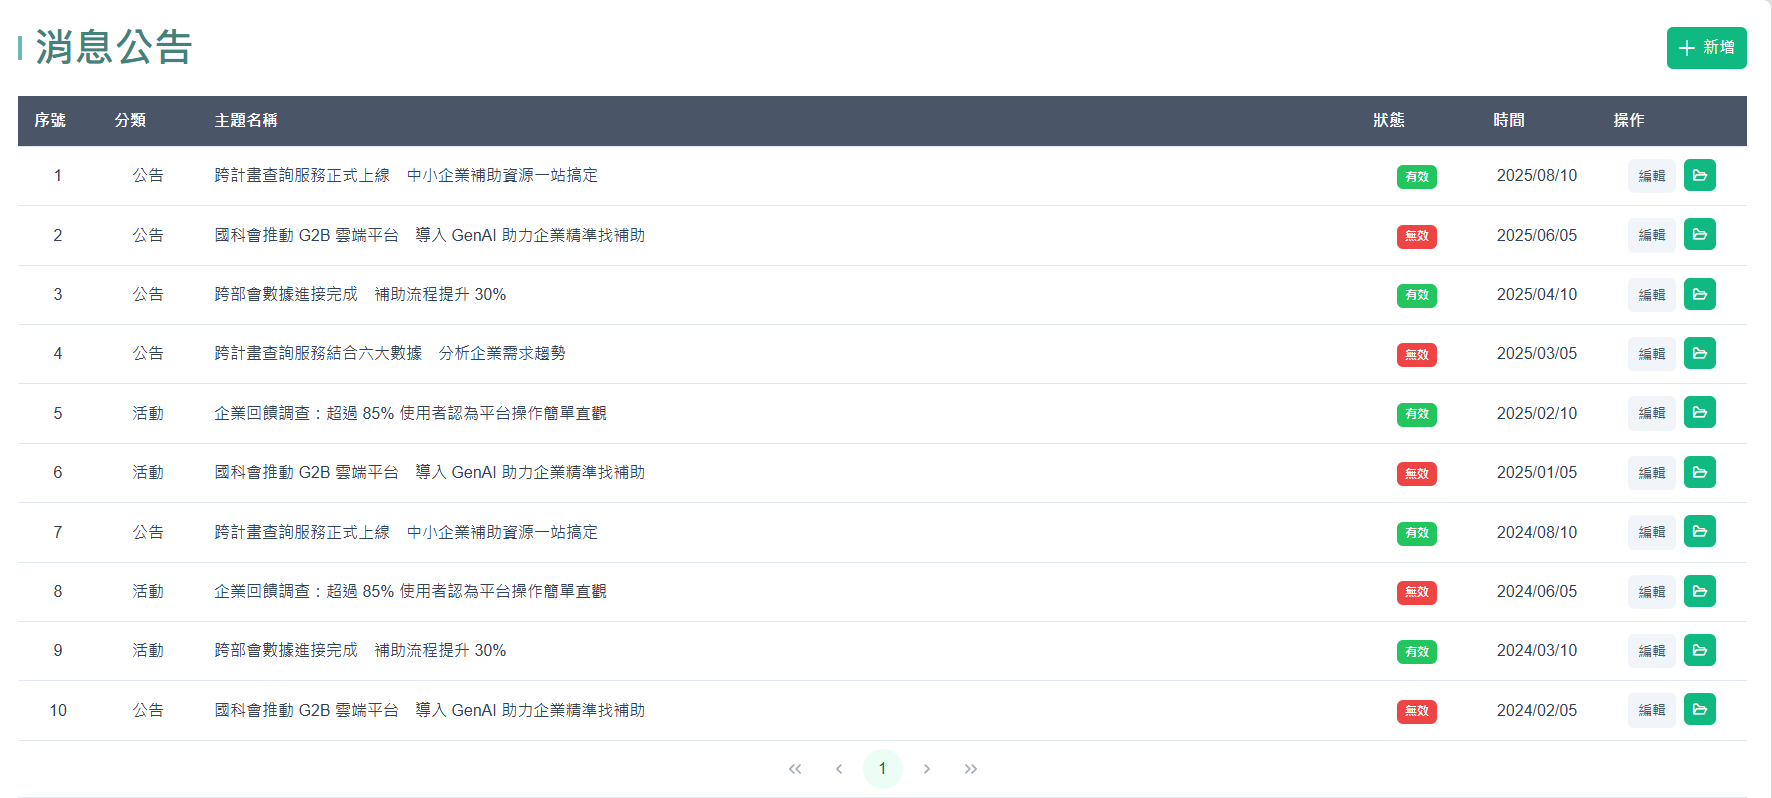 消息公告
新增
序號 分類 主題名稱 狀態 時間 操作
1 公告 跨計畫查詢服務正式上線　中小企業補助資源一站搞定 有效 2025/08/10 編輯
2 公告 國科會推動 G2B 雲端平台　導入 GenAI 助力企業精準找補助 無效 2025/06/05 編輯
3 公告 跨部會數據進接完成　補助流程提升 30% 有效 2025/04/10 編輯
4 公告 跨計畫查詢服務結合六大數據　分析企業需求趨勢 無效 2025/03/05 編輯
5 活動 企業回饋調查：超過 85% 使用者認為平台操作簡單直觀 有效 2025/02/10 編輯
6 活動 國科會推動 G2B 雲端平台　導入 GenAI 助力企業精準找補助 無效 2025/01/05 編輯
7 公告 跨計畫查詢服務正式上線　中小企業補助資源一站搞定 有效 2024/08/10 編輯
8 活動 企業回饋調查：超過 85% 使用者認為平台操作簡單直觀 無效 2024/06/05 編輯
9 活動 跨部會數據進接完成　補助流程提升 30% 有效 2024/03/10 編輯
10 公告 國科會推動 G2B 雲端平台　導入 GenAI 助力企業精準找補助 無效 2024/02/05 編輯
1